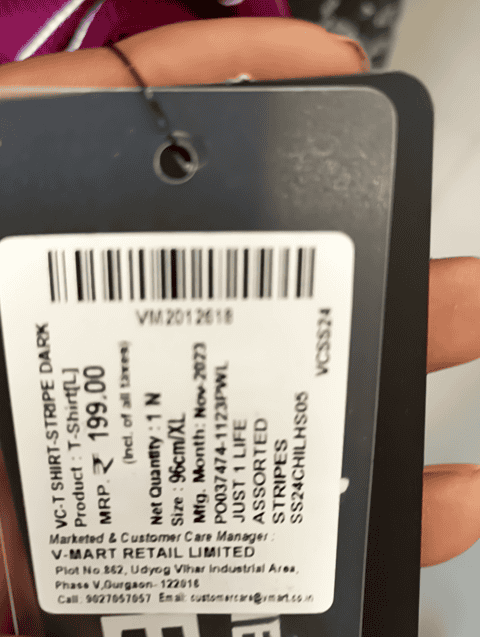 VM2012618
VC-T SHIRT-STRIPE DARK
Product : T-Shirt[L]
MRP. ₹ 199.00
(Incl. of all taxes)
Net Quantity : 1 N
Size : 96cm/XL
Mfg. Month: Nov-2023
PO037474-1123PWL
JUST 1 LIFE
ASSORTED
STRIPES
SS24CHILHS05
VCSS24
Marketed & Customer Care Manager :
V-MART RETAIL LIMITED
Plot No.862, Udyog Vihar Industrial Area,
Phase V,Gurgaon- 122016
Call: 9027057057 Email: customercare@vmart.co.in